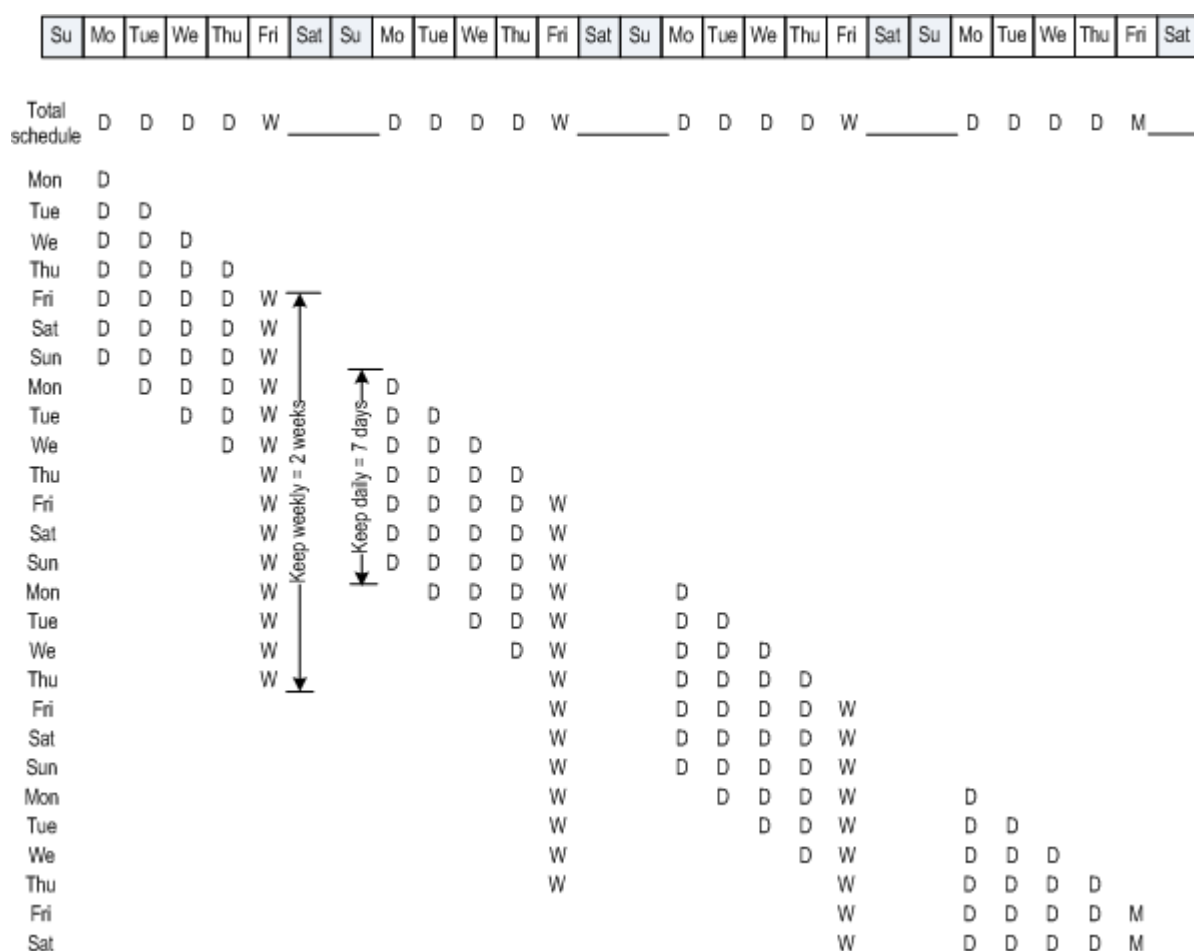 Su Mo Tue We Thu Fri Sat Su Mo Tue We Thu Fri Sat Su Mo Tue We Thu Fri Sat Su Mo Tue We Thu Fri Sat
Total
schedule D D D D W D D D D W D D D D W D D D D M
Mon D
Tue D D
We D D D
Thu D D D D
Fri D D D D W
Sat D D D D W
Sun D D D D W
Mon D D D W D
Tue D D W D D
We D W D D D
Thu W D D D D
Fri W D D D D W
Sat W D D D D W
Sun W D D D D W
Mon W D D D W D
Tue W D D W D D
We W D W D D D
Thu W W D D D D
Fri W D D D D W
Sat W D D D D W
Sun W D D D D W
Mon W D D D W D
Tue W D D W D D
We W D W D D D
Thu W W D D D D
Fri W D D D D M
Sat W D D D D M
Keep weekly = 2 weeks
Keep daily = 7 days